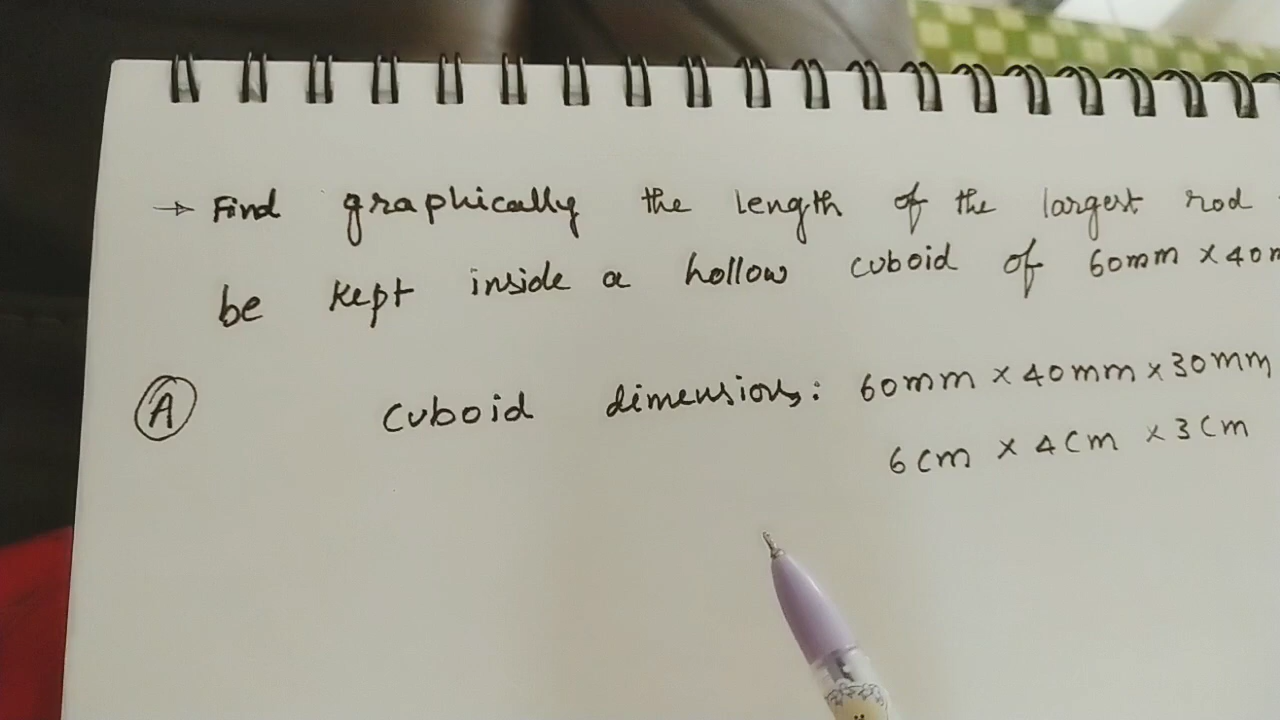 → Find graphically the length of the largest rod
be kept inside a hollow cuboid of 60mm × 40m
A Cuboid dimensions: 60mm × 40mm × 30mm
6cm × 4cm × 3cm